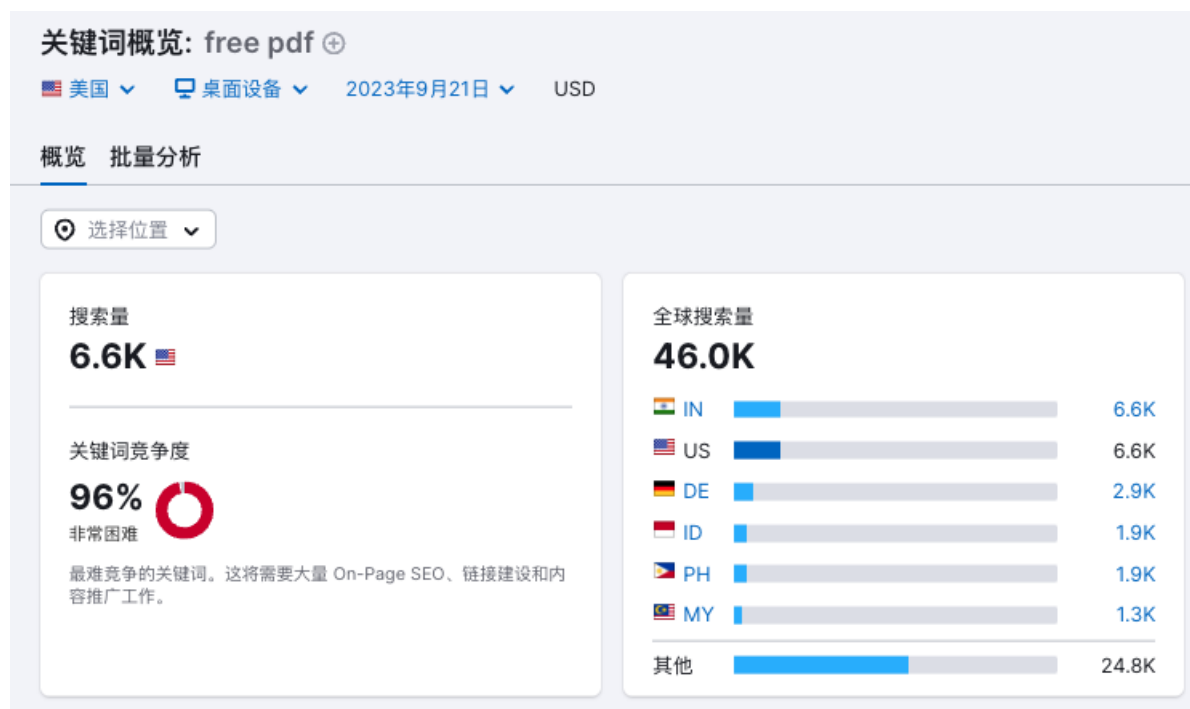 关键词概览: free pdf
美国 桌面设备 2023年9月21日 USD
概览 批量分析
选择位置
搜索量
6.6K
关键词竞争度
96%
非常困难
最难竞争的关键词。这将需要大量 On-Page SEO、链接建设和内
容推广工作。
全球搜索量
46.0K
IN 6.6K
US 6.6K
DE 2.9K
ID 1.9K
PH 1.9K
MY 1.3K
其他 24.8K